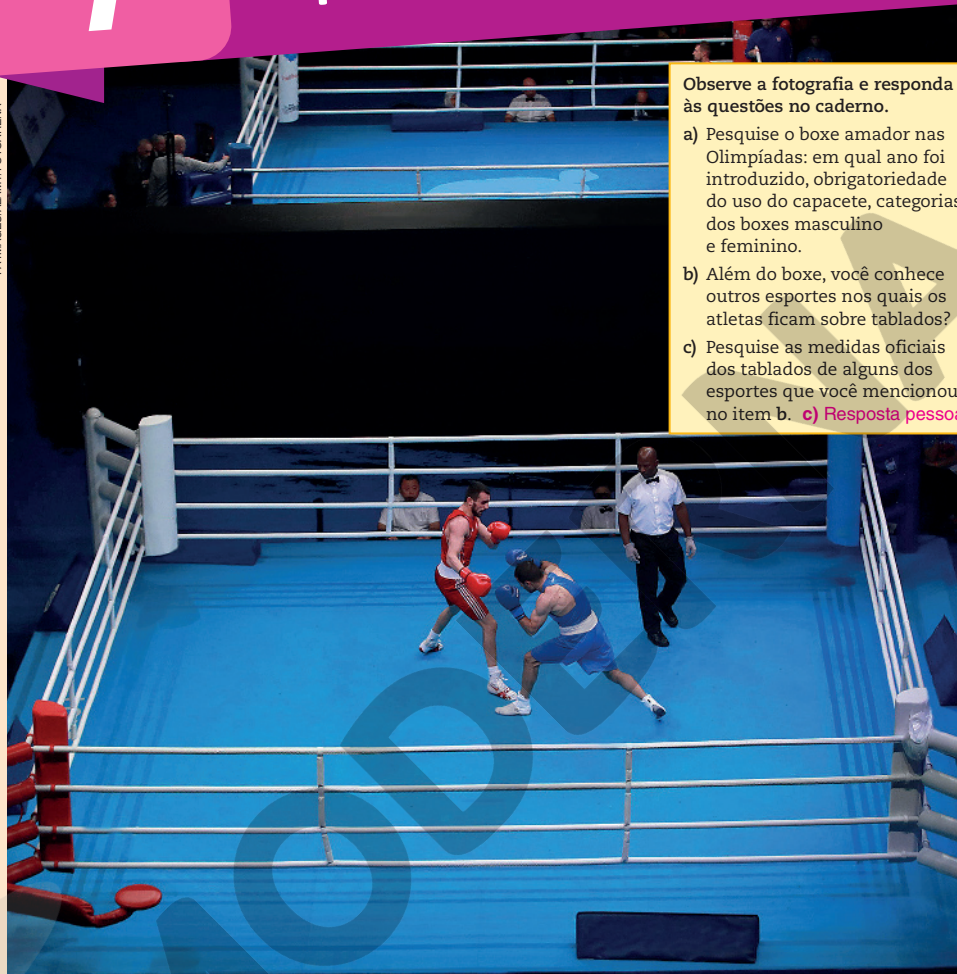 Observe a fotografia e responda
às questões no caderno.
a) Pesquise o boxe amador nas
Olimpíadas: em qual ano foi
introduzido, obrigatoriedade
do uso do capacete, categorias
dos boxes masculino
e feminino.
b) Além do boxe, você conhece
outros esportes nos quais os
atletas ficam sobre tablados?
c) Pesquise as medidas oficiais
dos tablados de alguns dos
esportes que você mencionou
no item b. c) Resposta pessoa
MODERNA